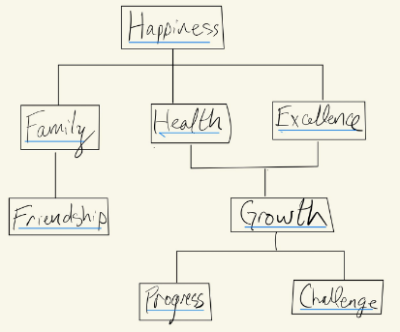 Happiness
Family
Health
Excellence
Friendship
Growth
Progress
Challenge